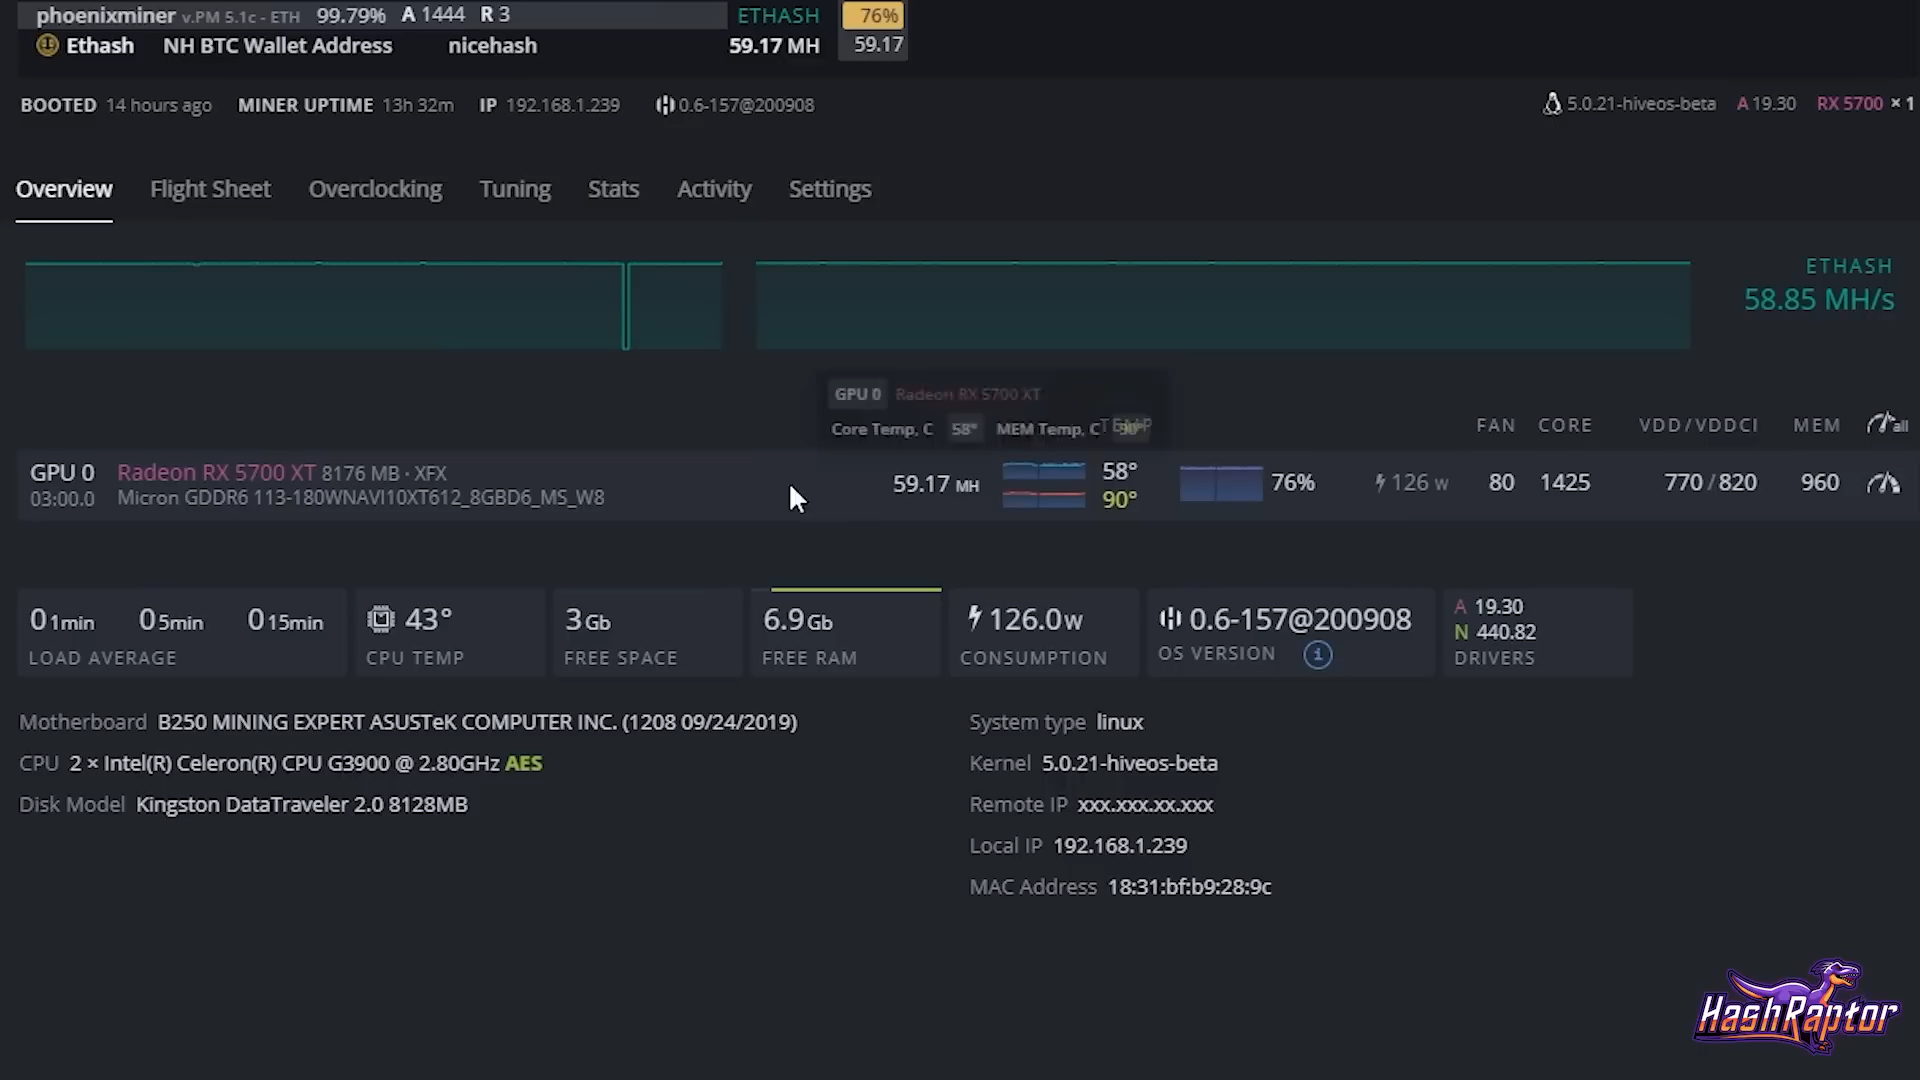 phoenixminer v.PM 5.1c - ETH 99.79% A 1444 R 3 ETHASH 76%
Ethash NH BTC Wallet Address nicehash 59.17 MH 59.17
BOOTED 14 hours ago MINER UPTIME 13h 32m IP 192.168.1.239 0.6-157@200908 5.0.21-hiveos-beta A 19.30 RX 5700 × 1
Overview Flight Sheet Overclocking Tuning Stats Activity Settings
ETHASH
58.85 MH/s
GPU 0 Radeon RX 5700 XT
Core Temp, C 58° MEM Temp, C 90°
TEMP FAN CORE VDD/VDDCI MEM all
GPU 0 Radeon RX 5700 XT 8176 MB · XFX
03:00.0 Micron GDDR6 113-180WNAVI10XT612_8GBD6_MS_W8
59.17 MH 58° 90° 76% 126 W 80 1425 770/820 960
0 1min 0 5min 0 15min
LOAD AVERAGE
43°
CPU TEMP
3 Gb
FREE SPACE
6.9 Gb
FREE RAM
126.0 W
CONSUMPTION
0.6-157@200908
OS VERSION i
A 19.30
N 440.82
DRIVERS
Motherboard B250 MINING EXPERT ASUSTeK COMPUTER INC. (1208 09/24/2019)
CPU 2 × Intel(R) Celeron(R) CPU G3900 @ 2.80GHz AES
Disk Model Kingston DataTraveler 2.0 8128MB
System type linux
Kernel 5.0.21-hiveos-beta
Remote IP xxx.xxx.xx.xxx
Local IP 192.168.1.239
MAC Address 18:31:bf:b9:28:9c
HashRaptor